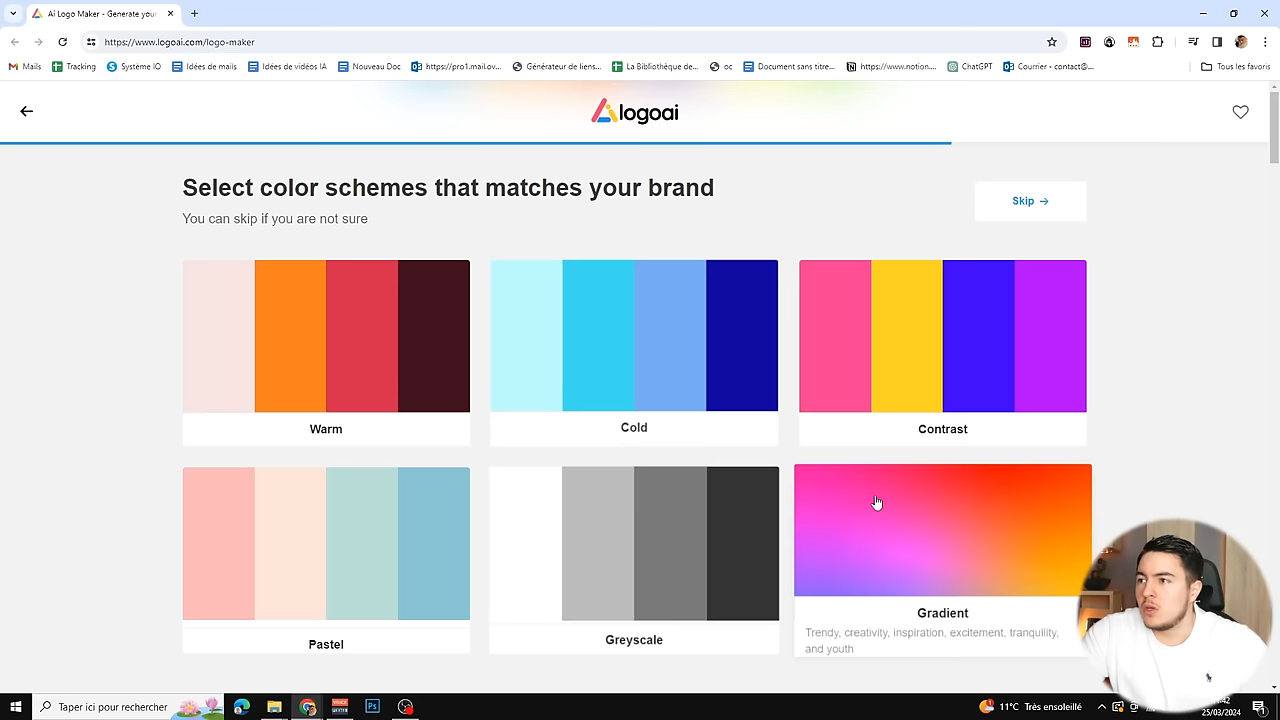 Ai Logo Maker - Generate your
https://www.logoai.com/logo-maker
Mails
Tracking
Système IO
Idées de mails
Idées de vidéos IA
Nouveau Doc
https://pro1.mail.ov...
Générateur de liens...
La Bibliothèque de...
oc
Document sans titre...
https://www.notion...
ChatGPT
Courrier - contact@...
Tous les favoris
logoai
Select color schemes that matches your brand
You can skip if you are not sure
Skip →
Warm
Cold
Contrast
Pastel
Greyscale
Gradient
Trendy, creativity, inspiration, excitement, tranquility,
and youth
Taper ici pour rechercher
11°C Très ensoleillé
25/03/2024